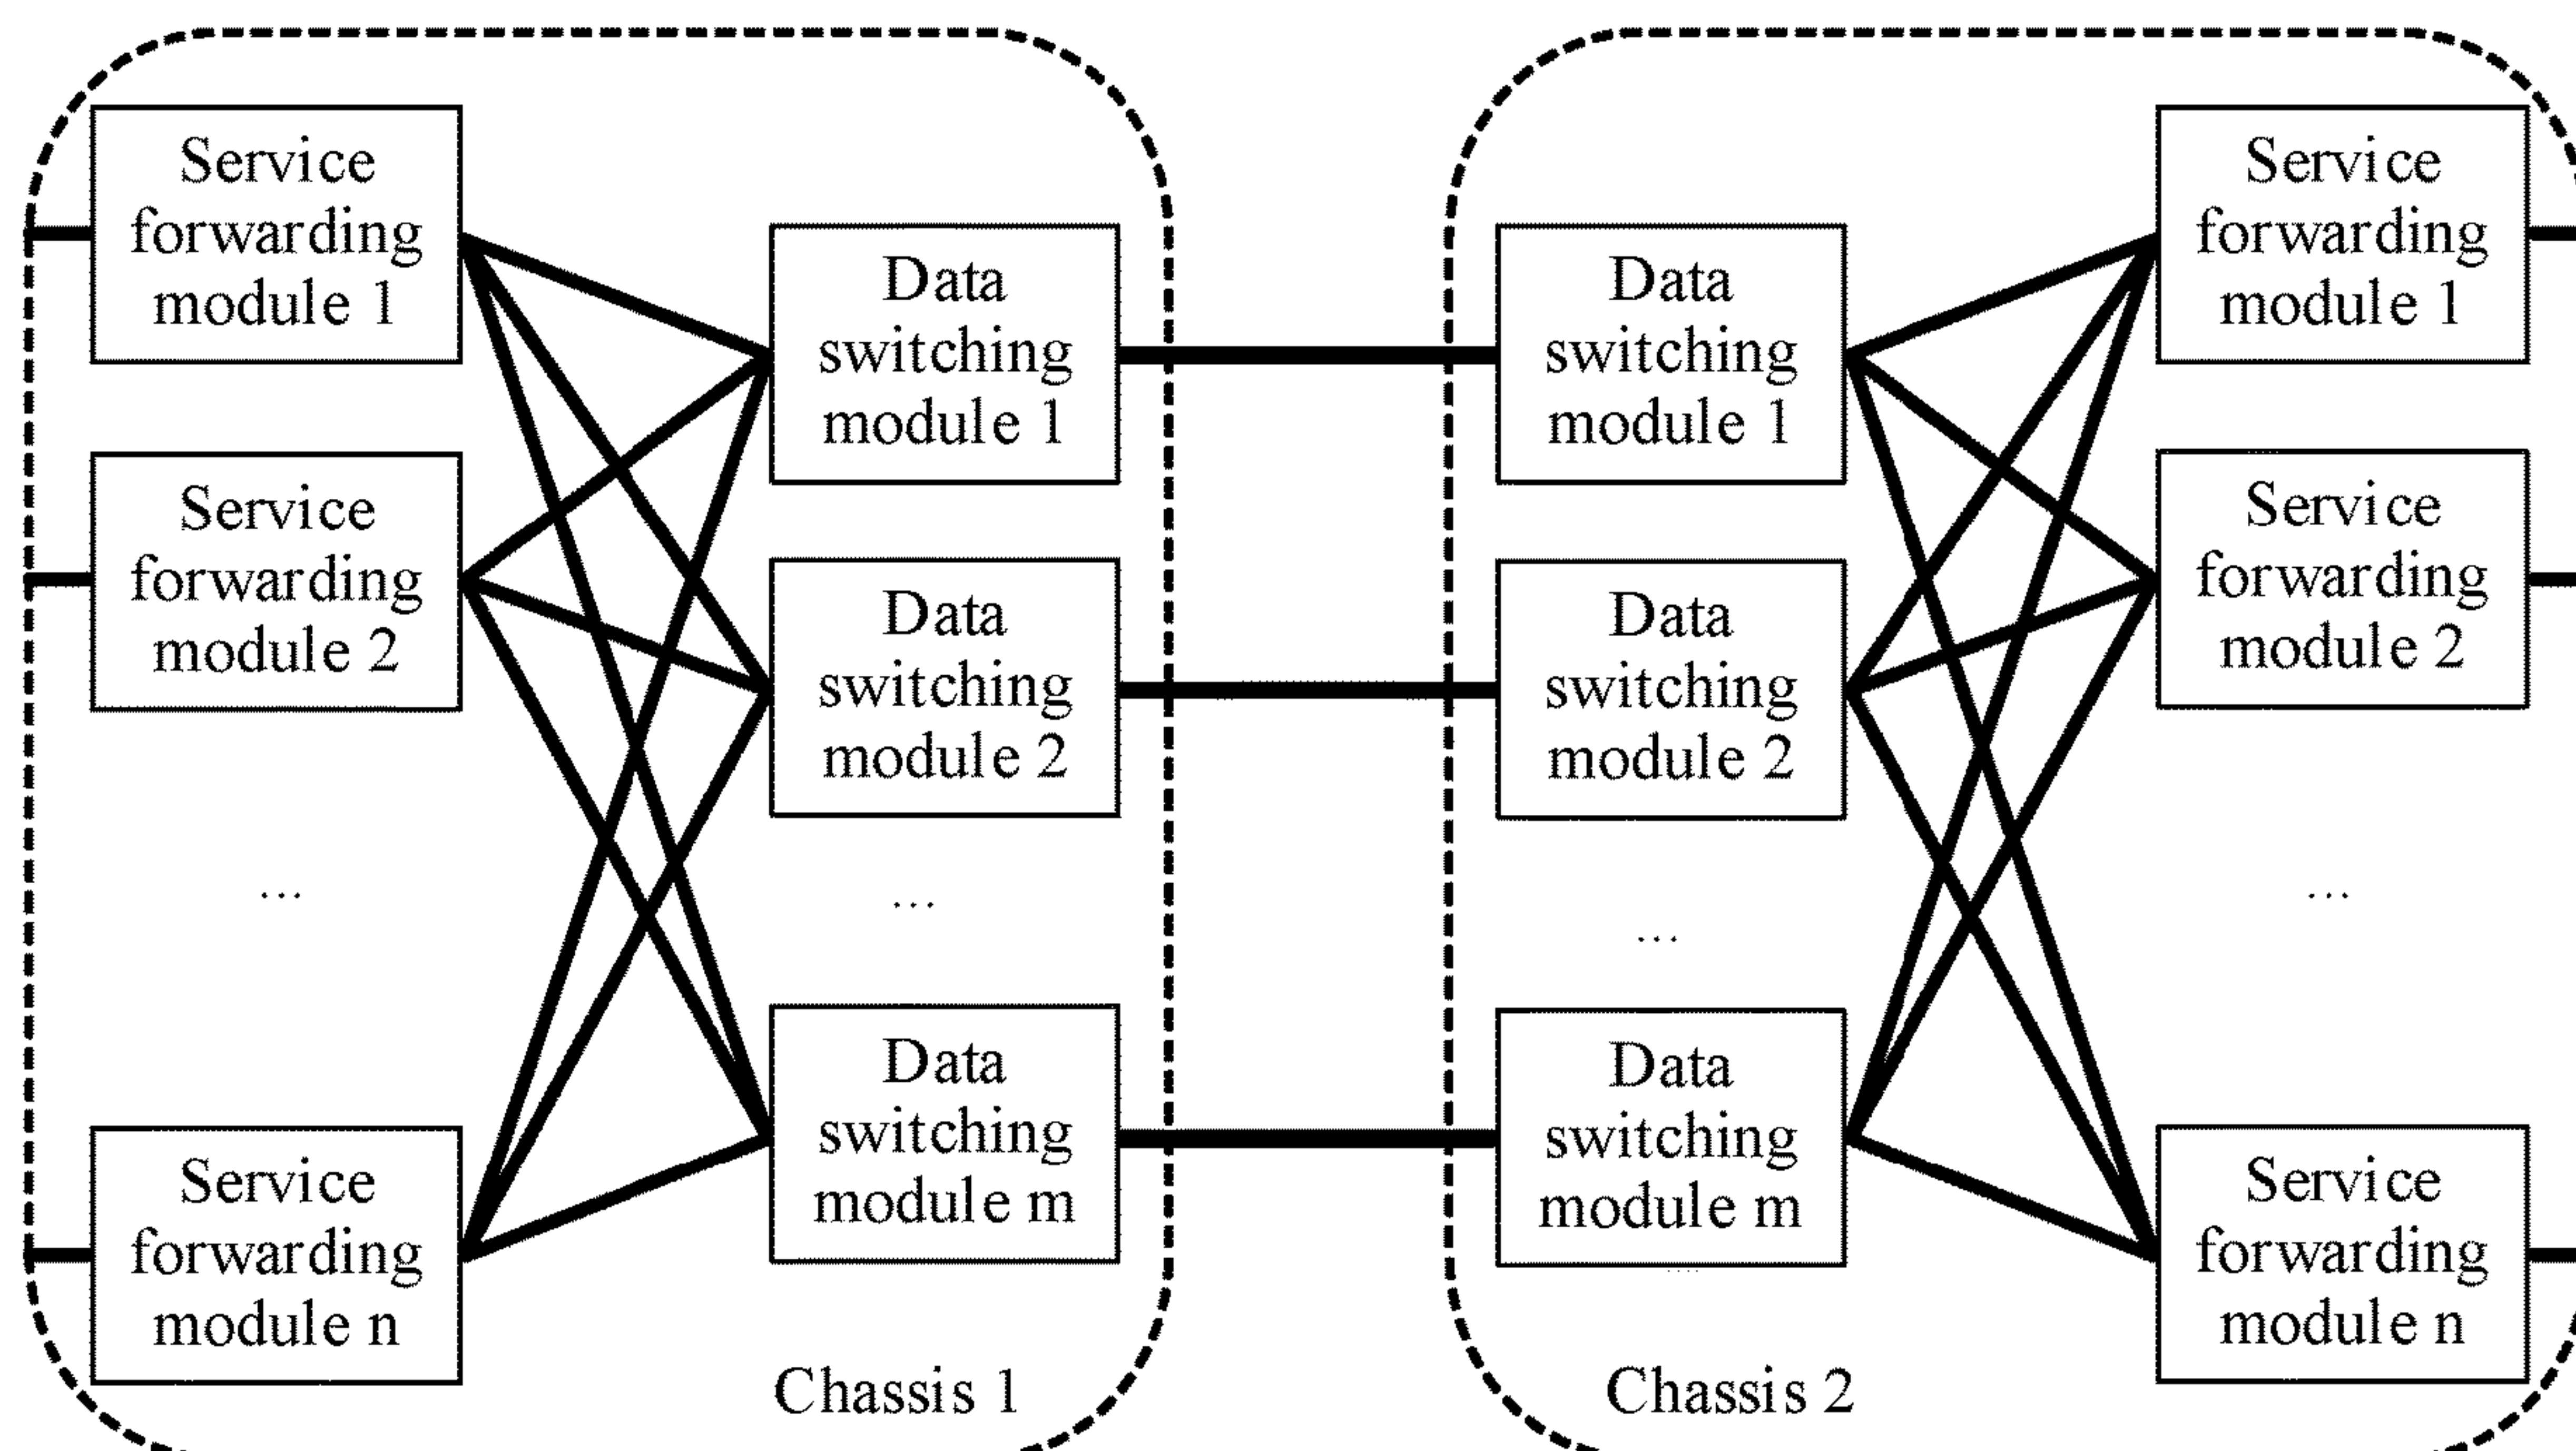 Service
forwarding
module 1
Service
forwarding
module 2
...
Service
forwarding
module n
Data
switching
module 1
Data
switching
module 2
...
Data
switching
module m
Chassis 1
Data
switching
module 1
Data
switching
module 2
...
Data
switching
module m
Chassis 2
Service
forwarding
module 1
Service
forwarding
module 2
...
Service
forwarding
module n